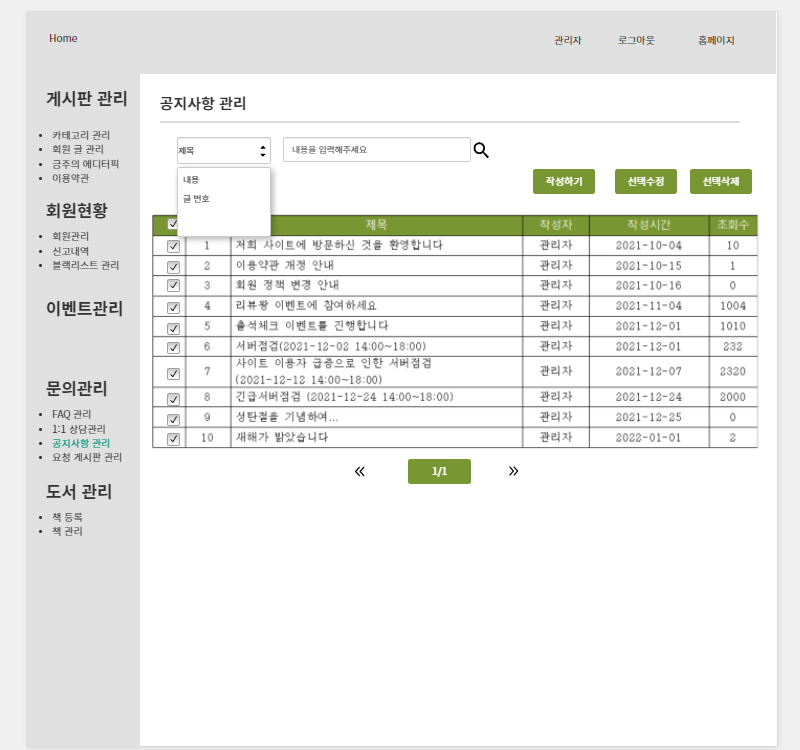 Home
관리자
로그아웃
홈페이지
게시판 관리
카테고리 관리
회원 글 관리
금주의 에디터픽
이용약관
회원현황
회원관리
신고내역
블랙리스트 관리
이벤트관리
문의관리
FAQ 관리
1:1 상담관리
공지사항 관리
요청 게시판 관리
도서 관리
책 등록
책 관리
공지사항 관리
제목
내용을 입력해주세요
내용
글 번호
작성하기 선택수정 선택삭제
제목 작성자 작성시간 조회수
1 저희 사이트에 방문하신 것을 환영합니다 관리자 2021-10-04 10
2 이용약관 개정 안내 관리자 2021-10-15 1
3 회원 정책 변경 안내 관리자 2021-10-16 0
4 리뷰왕 이벤트에 참여하세요 관리자 2021-11-04 1004
5 출석체크 이벤트를 진행합니다 관리자 2021-12-01 1010
6 서버점검(2021-12-02 14:00~18:00) 관리자 2021-12-01 232
7 사이트 이용자 급증으로 인한 서버점검 관리자 2021-12-07 2320
(2021-12-12 14:00~18:00)
8 긴급서버점검 (2021-12-24 14:00~18:00) 관리자 2021-12-24 2000
9 성탄절을 기념하여... 관리자 2021-12-25 0
10 새해가 밝았습니다 관리자 2022-01-01 2
« 1/1 »